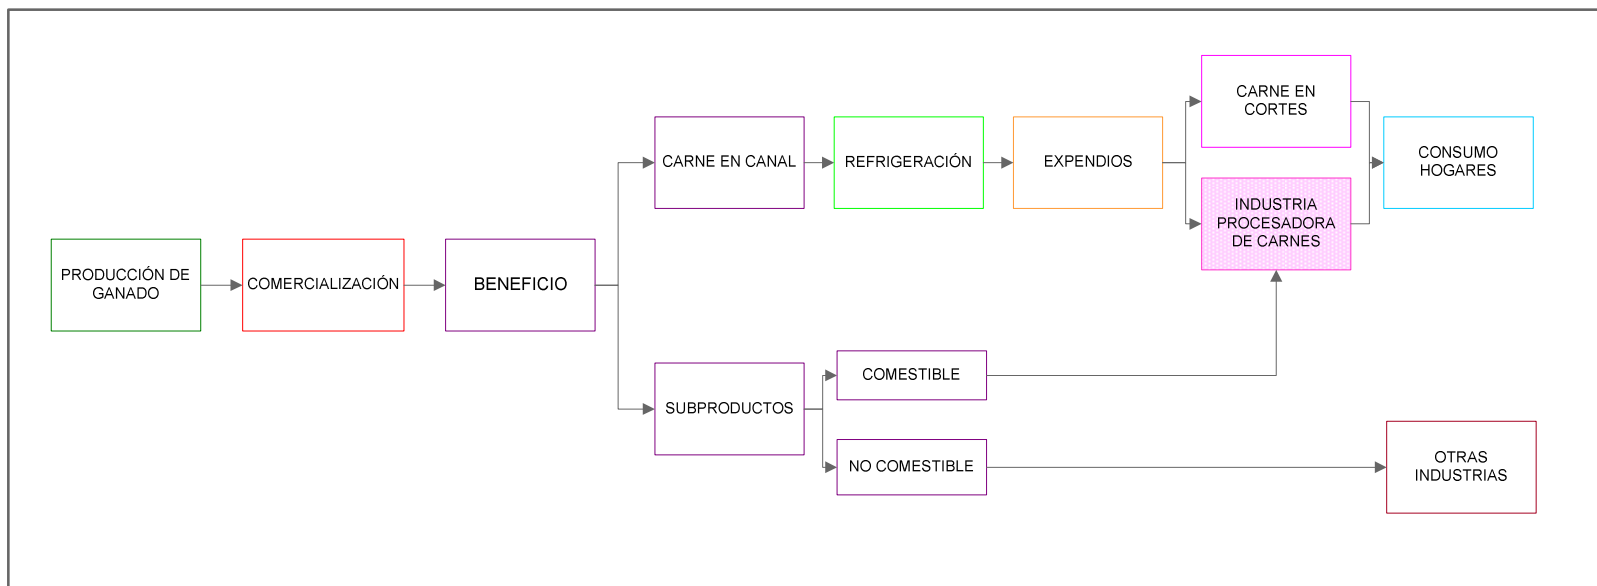 PRODUCCIÓN DE
GANADO
COMERCIALIZACIÓN
BENEFICIO
CARNE EN CANAL
REFRIGERACIÓN
EXPENDIOS
CARNE EN
CORTES
INDUSTRIA
PROCESADORA
DE CARNES
CONSUMO
HOGARES
SUBPRODUCTOS
COMESTIBLE
NO COMESTIBLE
OTRAS
INDUSTRIAS